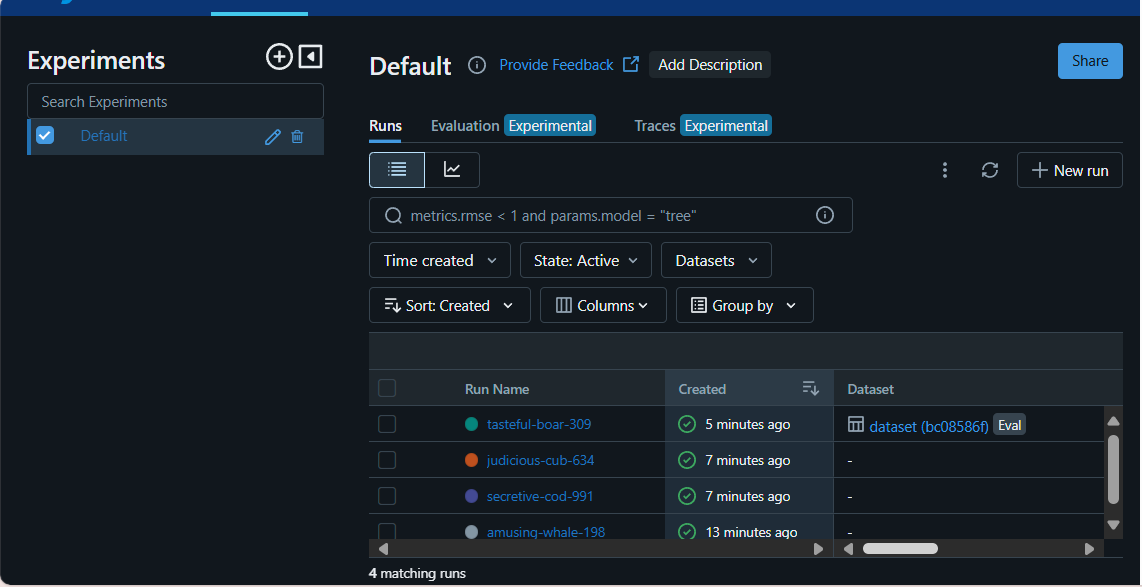 Experiments
Search Experiments
Default
Default Provide Feedback Add Description
Share
Runs Evaluation Experimental Traces Experimental
New run
metrics.rmse < 1 and params.model = "tree"
Time created State: Active Datasets
Sort: Created Columns Group by
Run Name Created Dataset
tasteful-boar-309 5 minutes ago dataset (bc08586f) Eval
judicious-cub-634 7 minutes ago -
secretive-cod-991 7 minutes ago -
amusing-whale-198 13 minutes ago -
4 matching runs